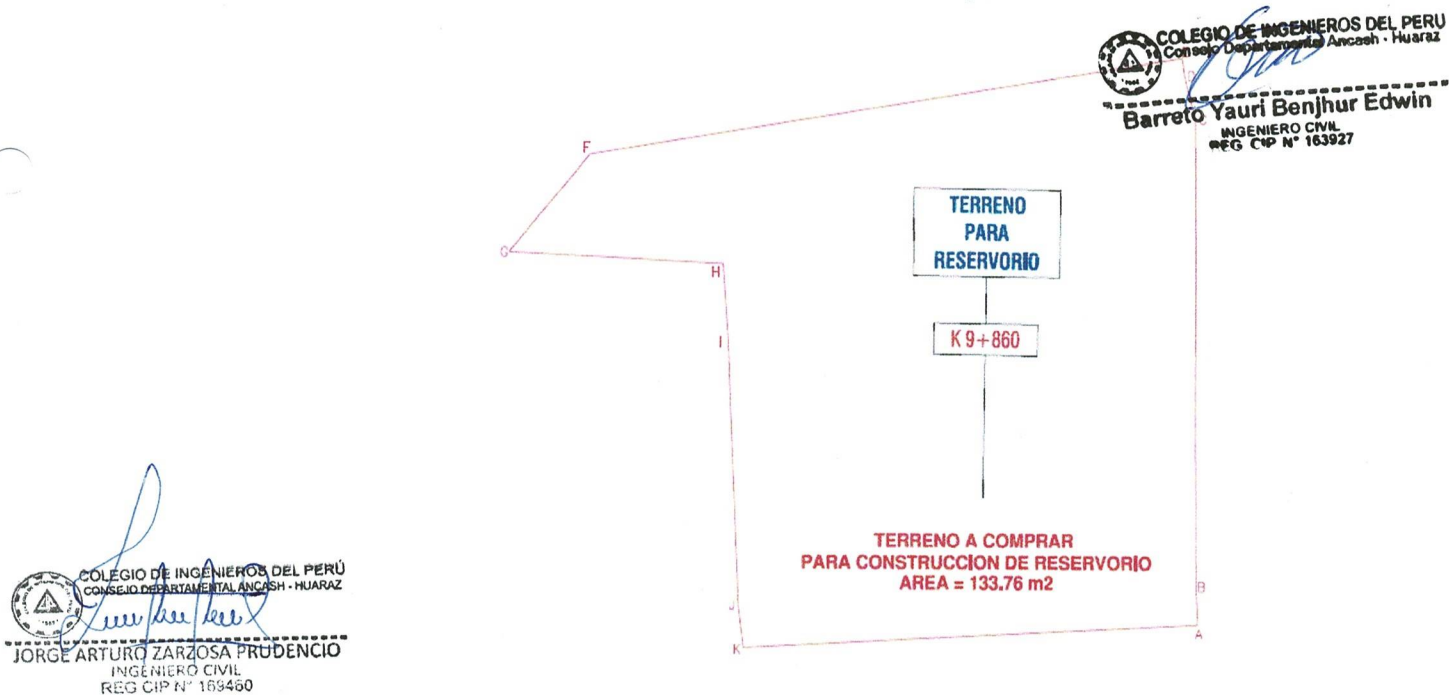 COLEGIO DE INGENIEROS DEL PERU
Consejo Departamental Ancash - Huaraz
Barreto Yauri Benjhur Edwin
INGENIERO CIVIL
REG CIP N° 163927
D
C
F
G
H
I
TERRENO
PARA
RESERVORIO
K 9+860
TERRENO A COMPRAR
PARA CONSTRUCCION DE RESERVORIO
AREA = 133.76 m2
B
A
J
K
COLEGIO DE INGENIEROS DEL PERÚ
CONSEJO DEPARTAMENTAL ANCASH - HUARAZ
JORGE ARTURO ZARZOSA PRUDENCIO
INGENIERO CIVIL
REG CIP N° 169460